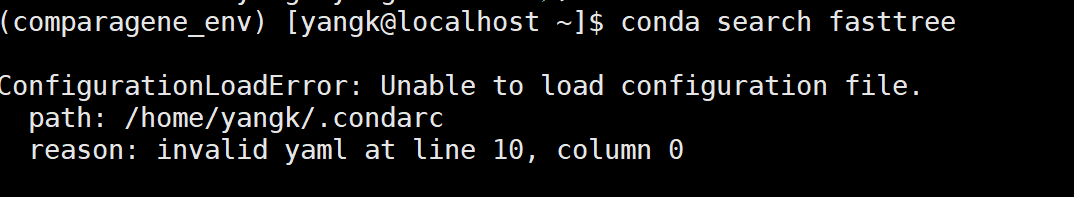 (comparagene_env) [yangk@localhost ~]$ conda search fasttree
ConfigurationLoadError: Unable to load configuration file.
path: /home/yangk/.condarc
reason: invalid yaml at line 10, column 0